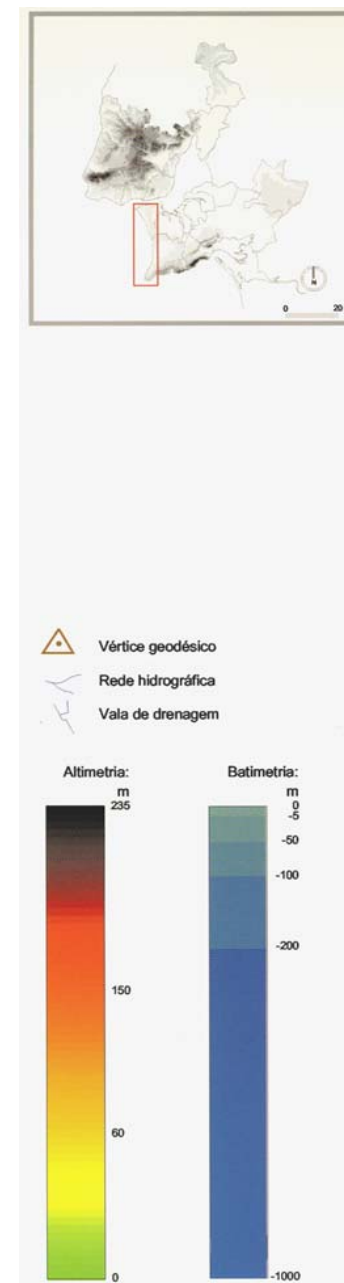 N
0 20
Vértice geodésico
Rede hidrográfica
Vala de drenagem
Altimetria:
m
235
150
60
0
Batimetria:
m
0
-5
-50
-100
-200
-1000